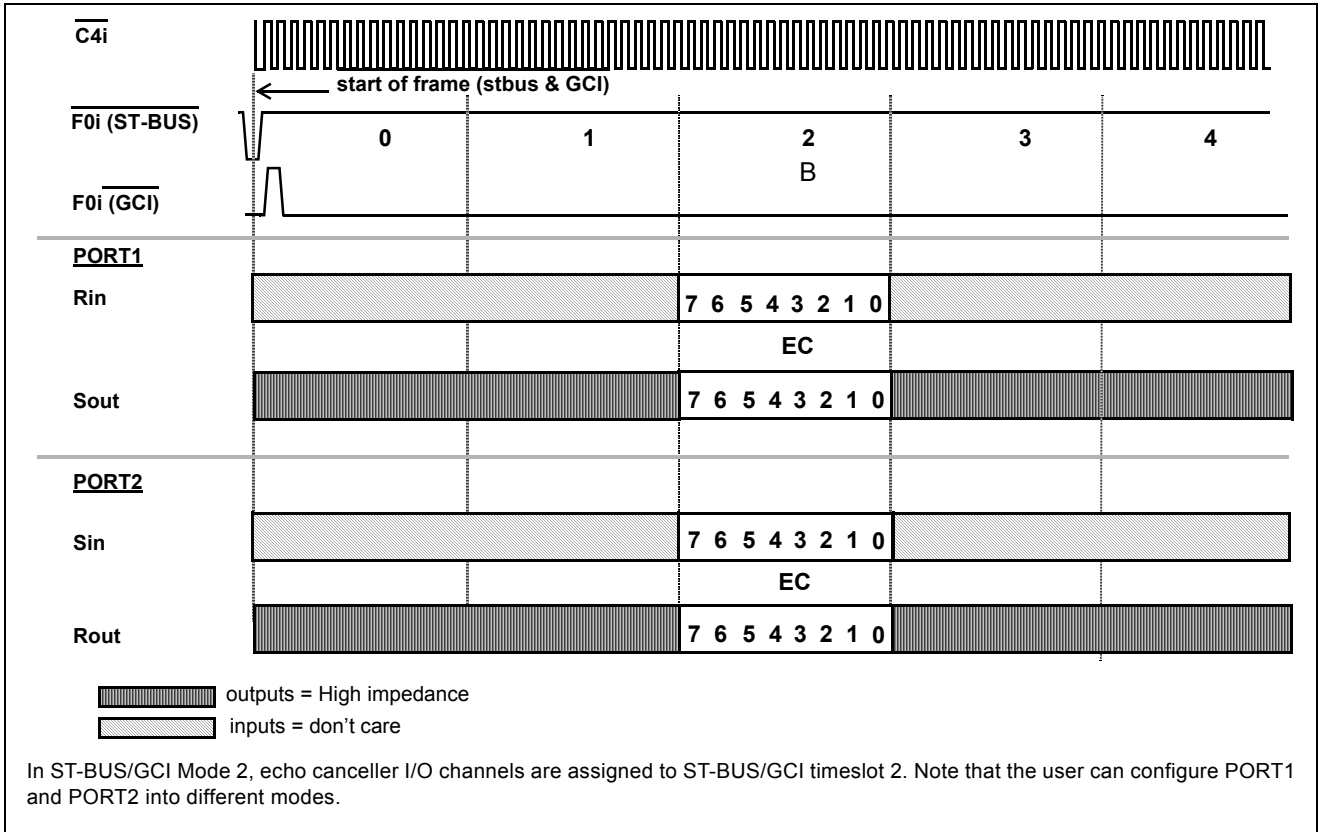 C4i
start of frame (stbus & GCI)
F0i (ST-BUS)
0 1 2 3 4
B
F0i (GCI)
PORT1
Rin
7 6 5 4 3 2 1 0
EC
Sout
7 6 5 4 3 2 1 0
PORT2
Sin
7 6 5 4 3 2 1 0
EC
Rout
7 6 5 4 3 2 1 0
outputs = High impedance
inputs = don't care
In ST-BUS/GCI Mode 2, echo canceller I/O channels are assigned to ST-BUS/GCI timeslot 2. Note that the user can configure PORT1
and PORT2 into different modes.